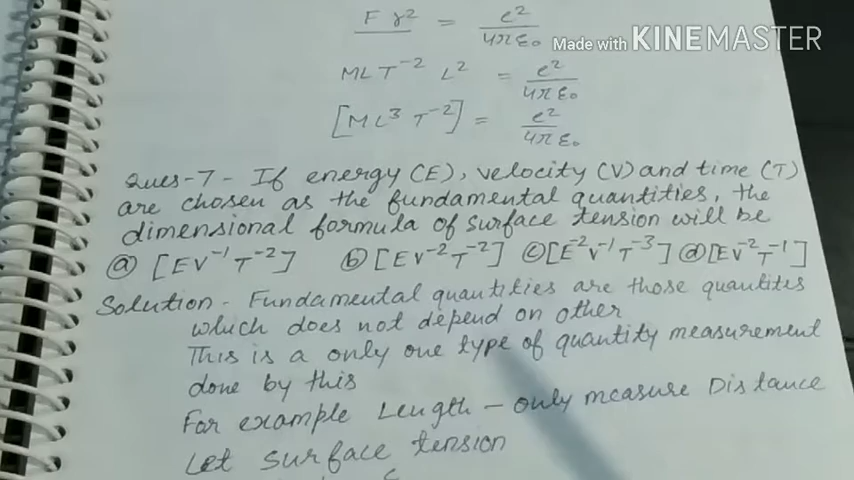 F r² = e²/4πε₀
Made with KINEMASTER
MLT⁻² L² = e²/4πε₀
[ML³ T⁻²] = e²/4πε₀
Ques-7- If energy (E), velocity (V) and time (T)
are chosen as the fundamental quantities, the
dimensional formula of surface tension will be
ⓐ [EV⁻¹T⁻²] ⓑ [EV⁻²T⁻²] ⓒ [E⁻²V⁻¹T⁻³] ⓓ [EV⁻²T⁻¹]
Solution - Fundamental quantities are those quantites
which does not depend on other
This is a only one type of quantity measurement
done by this
For example Length - only measure Distance
Let surface tension